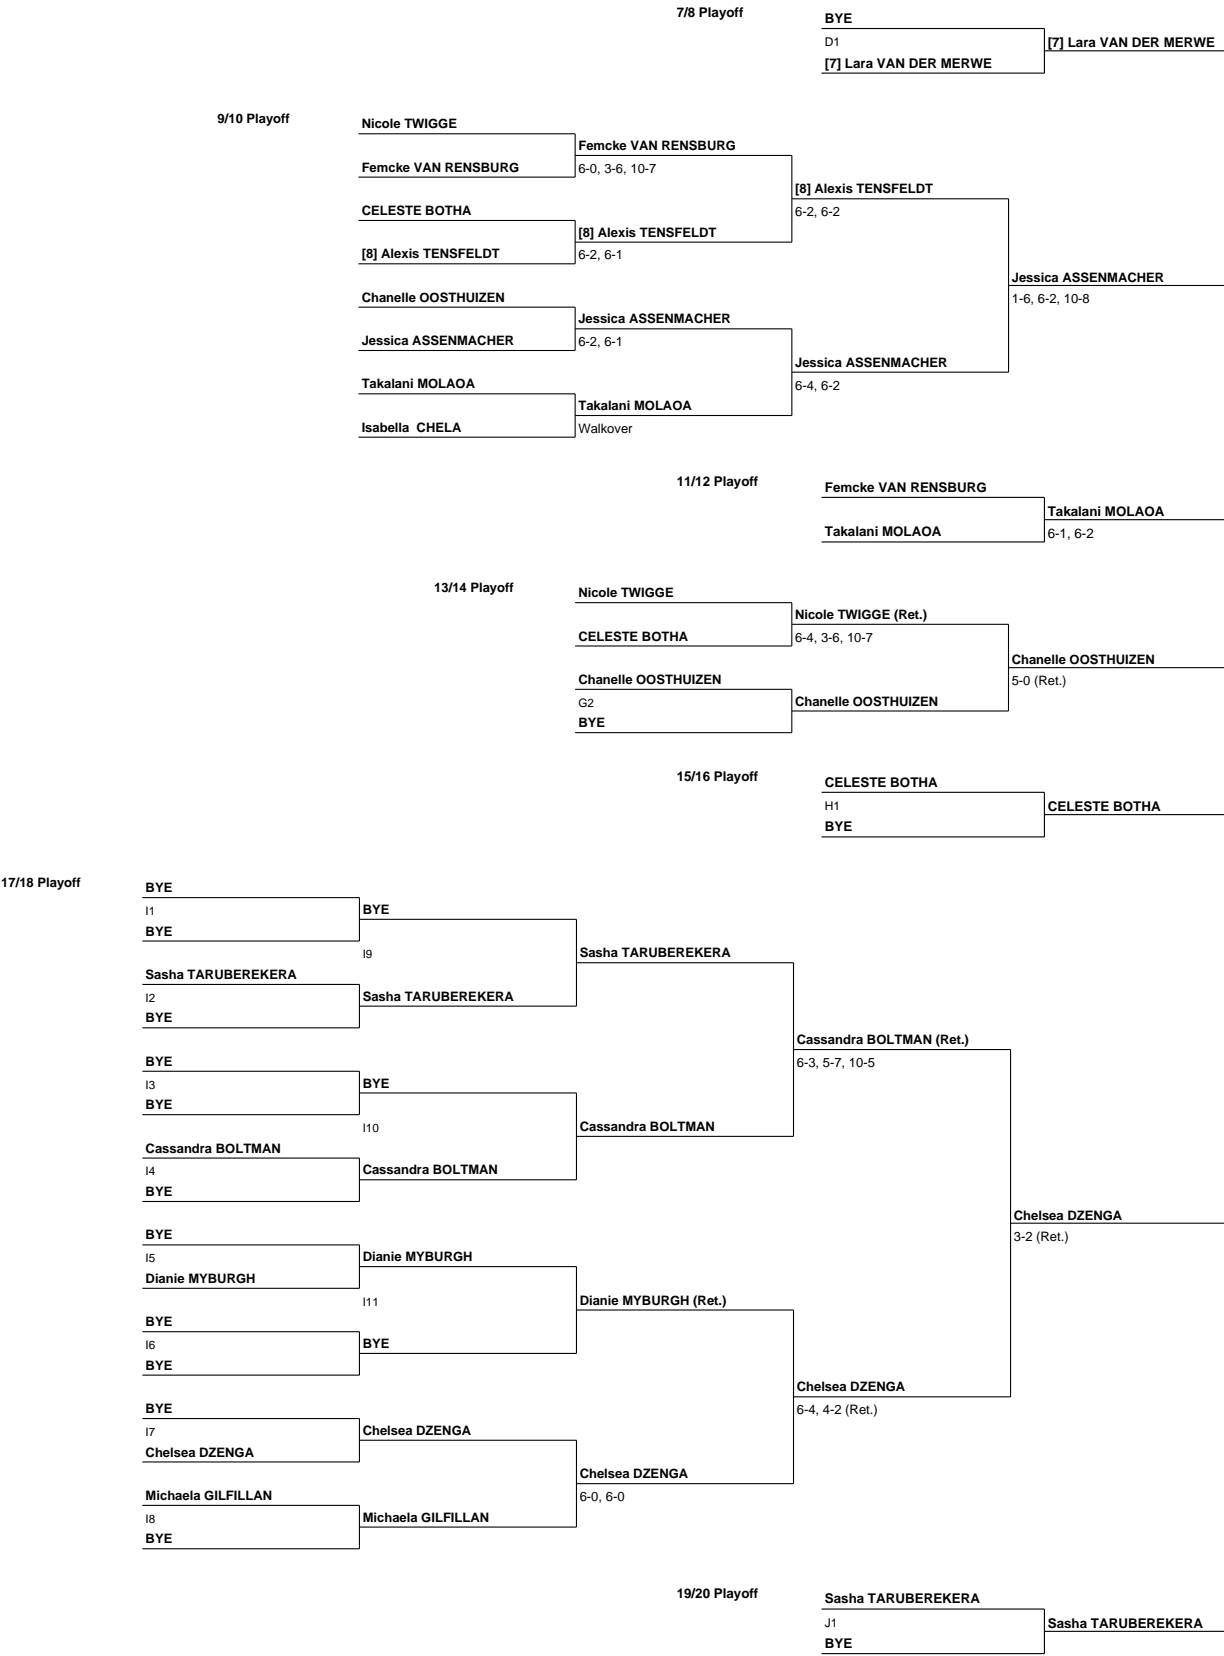 7/8 Playoff
BYE
D1
[7] Lara VAN DER MERWE
[7] Lara VAN DER MERWE
9/10 Playoff
Nicole TWIGGE
Femcke VAN RENSBURG
Femcke VAN RENSBURG
6-0, 3-6, 10-7
[8] Alexis TENSFELDT
6-2, 6-2
CELESTE BOTHA
[8] Alexis TENSFELDT
[8] Alexis TENSFELDT
6-2, 6-1
Jessica ASSENMACHER
1-6, 6-2, 10-8
Chanelle OOSTHUIZEN
Jessica ASSENMACHER
Jessica ASSENMACHER
6-2, 6-1
Jessica ASSENMACHER
6-4, 6-2
Takalani MOLAOA
Takalani MOLAOA
Isabella  CHELA
Walkover
11/12 Playoff
Femcke VAN RENSBURG
Takalani MOLAOA
Takalani MOLAOA
6-1, 6-2
13/14 Playoff
Nicole TWIGGE
Nicole TWIGGE (Ret.)
CELESTE BOTHA
6-4, 3-6, 10-7
Chanelle OOSTHUIZEN
5-0 (Ret.)
Chanelle OOSTHUIZEN
G2
Chanelle OOSTHUIZEN
BYE
15/16 Playoff
CELESTE BOTHA
H1
CELESTE BOTHA
BYE
17/18 Playoff
BYE
I1
BYE
BYE
I9
Sasha TARUBEREKERA
Sasha TARUBEREKERA
I2
Sasha TARUBEREKERA
BYE
Cassandra BOLTMAN (Ret.)
6-3, 5-7, 10-5
BYE
I3
BYE
BYE
I10
Cassandra BOLTMAN
Cassandra BOLTMAN
I4
Cassandra BOLTMAN
BYE
Chelsea DZENGA
3-2 (Ret.)
BYE
I5
Dianie MYBURGH
Dianie MYBURGH
I11
Dianie MYBURGH (Ret.)
BYE
I6
BYE
BYE
Chelsea DZENGA
6-4, 4-2 (Ret.)
BYE
I7
Chelsea DZENGA
Chelsea DZENGA
Chelsea DZENGA
6-0, 6-0
Michaela GILFILLAN
I8
Michaela GILFILLAN
BYE
19/20 Playoff
Sasha TARUBEREKERA
J1
Sasha TARUBEREKERA
BYE